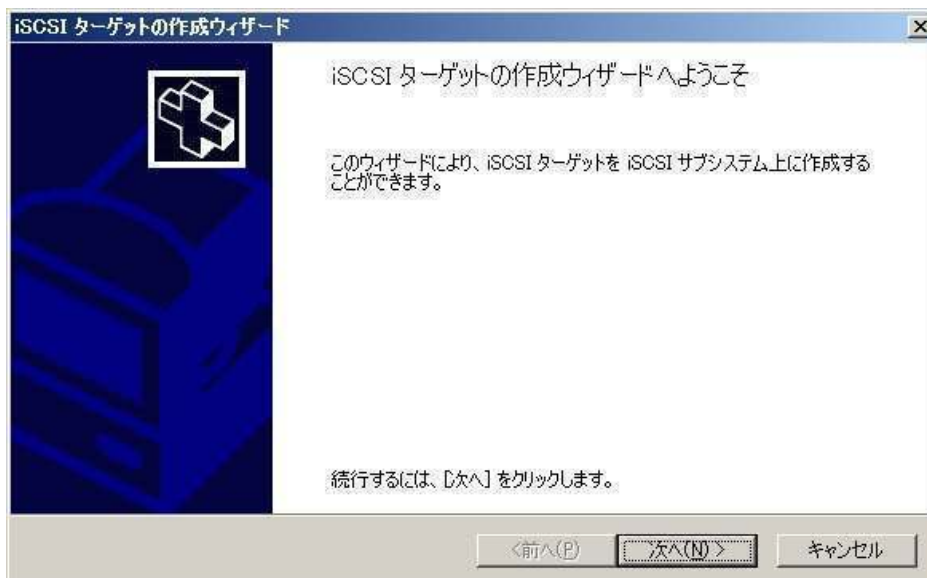 iSCSI ターゲットの作成ウィザード
iSCSI ターゲットの作成ウィザードへようこそ
このウィザードにより、iSCSI ターゲットを iSCSI サブシステム上に作成する
ことができます。
続行するには、[次へ] をクリックします。
<前へ(P)
次へ(N) >
キャンセル